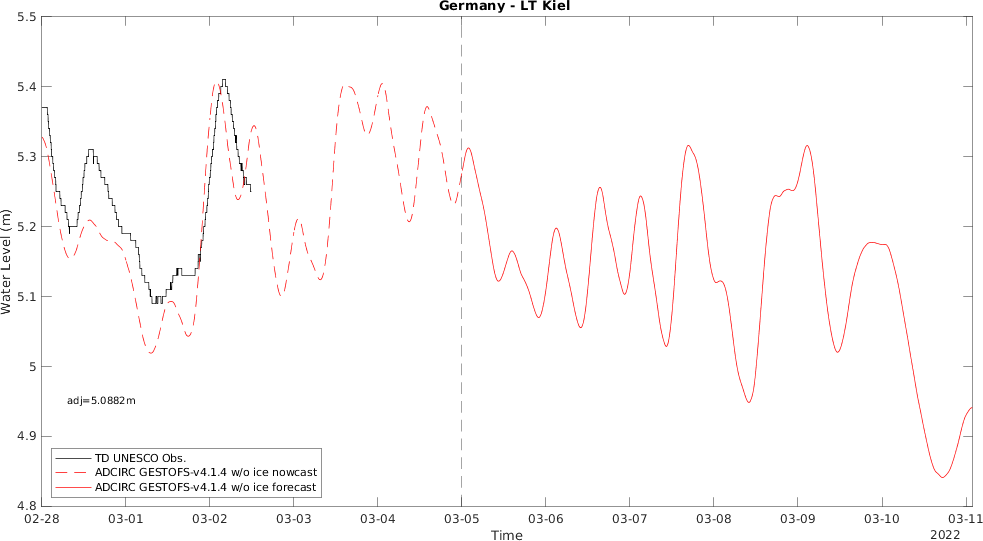 Germany - LT Kiel
5.5
5.4
5.3
5.2
5.1
5
4.9
4.8
Water Level (m)
adj=5.0882m
TD UNESCO Obs.
ADCIRC GESTOFS-v4.1.4 w/o ice nowcast
ADCIRC GESTOFS-v4.1.4 w/o ice forecast
02-28 03-01 03-02 03-03 03-04 03-05 03-06 03-07 03-08 03-09 03-10 03-11
Time
2022